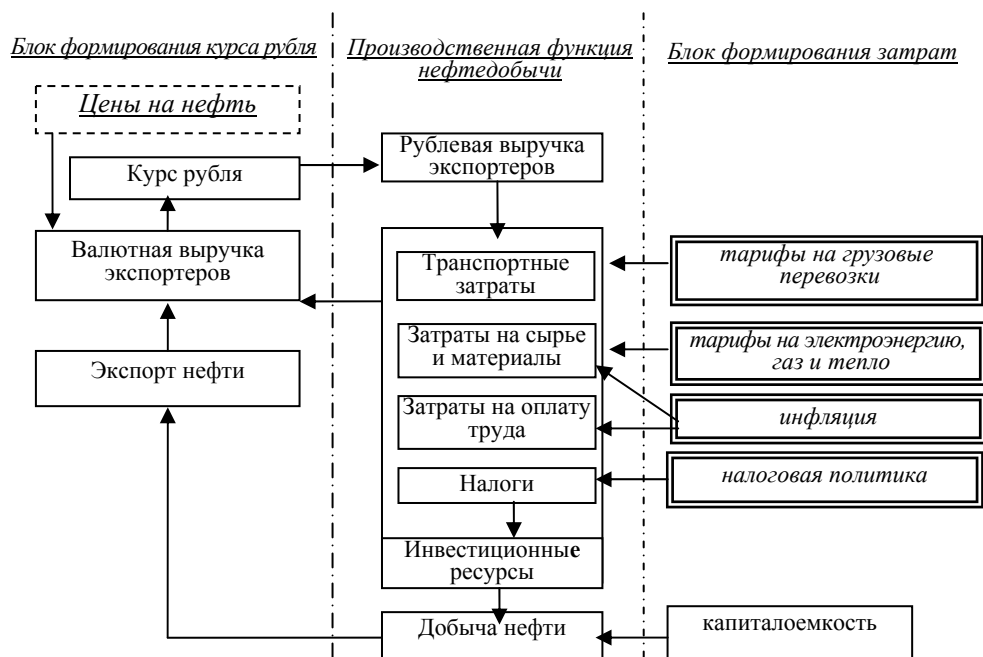 Блок формирования курса рубля
Цены на нефть
Курс рубля
Валютная выручка
экспортеров
Экспорт нефти
Производственная функция
нефтедобычи
Рублевая выручка
экспортеров
Транспортные
затраты
Затраты на сырье
и материалы
Затраты на оплату
труда
Налоги
Инвестиционные
ресурсы
Добыча нефти
Блок формирования затрат
тарифы на грузовые
перевозки
тарифы на электроэнергию,
газ и тепло
инфляция
налоговая политика
капиталоемкость